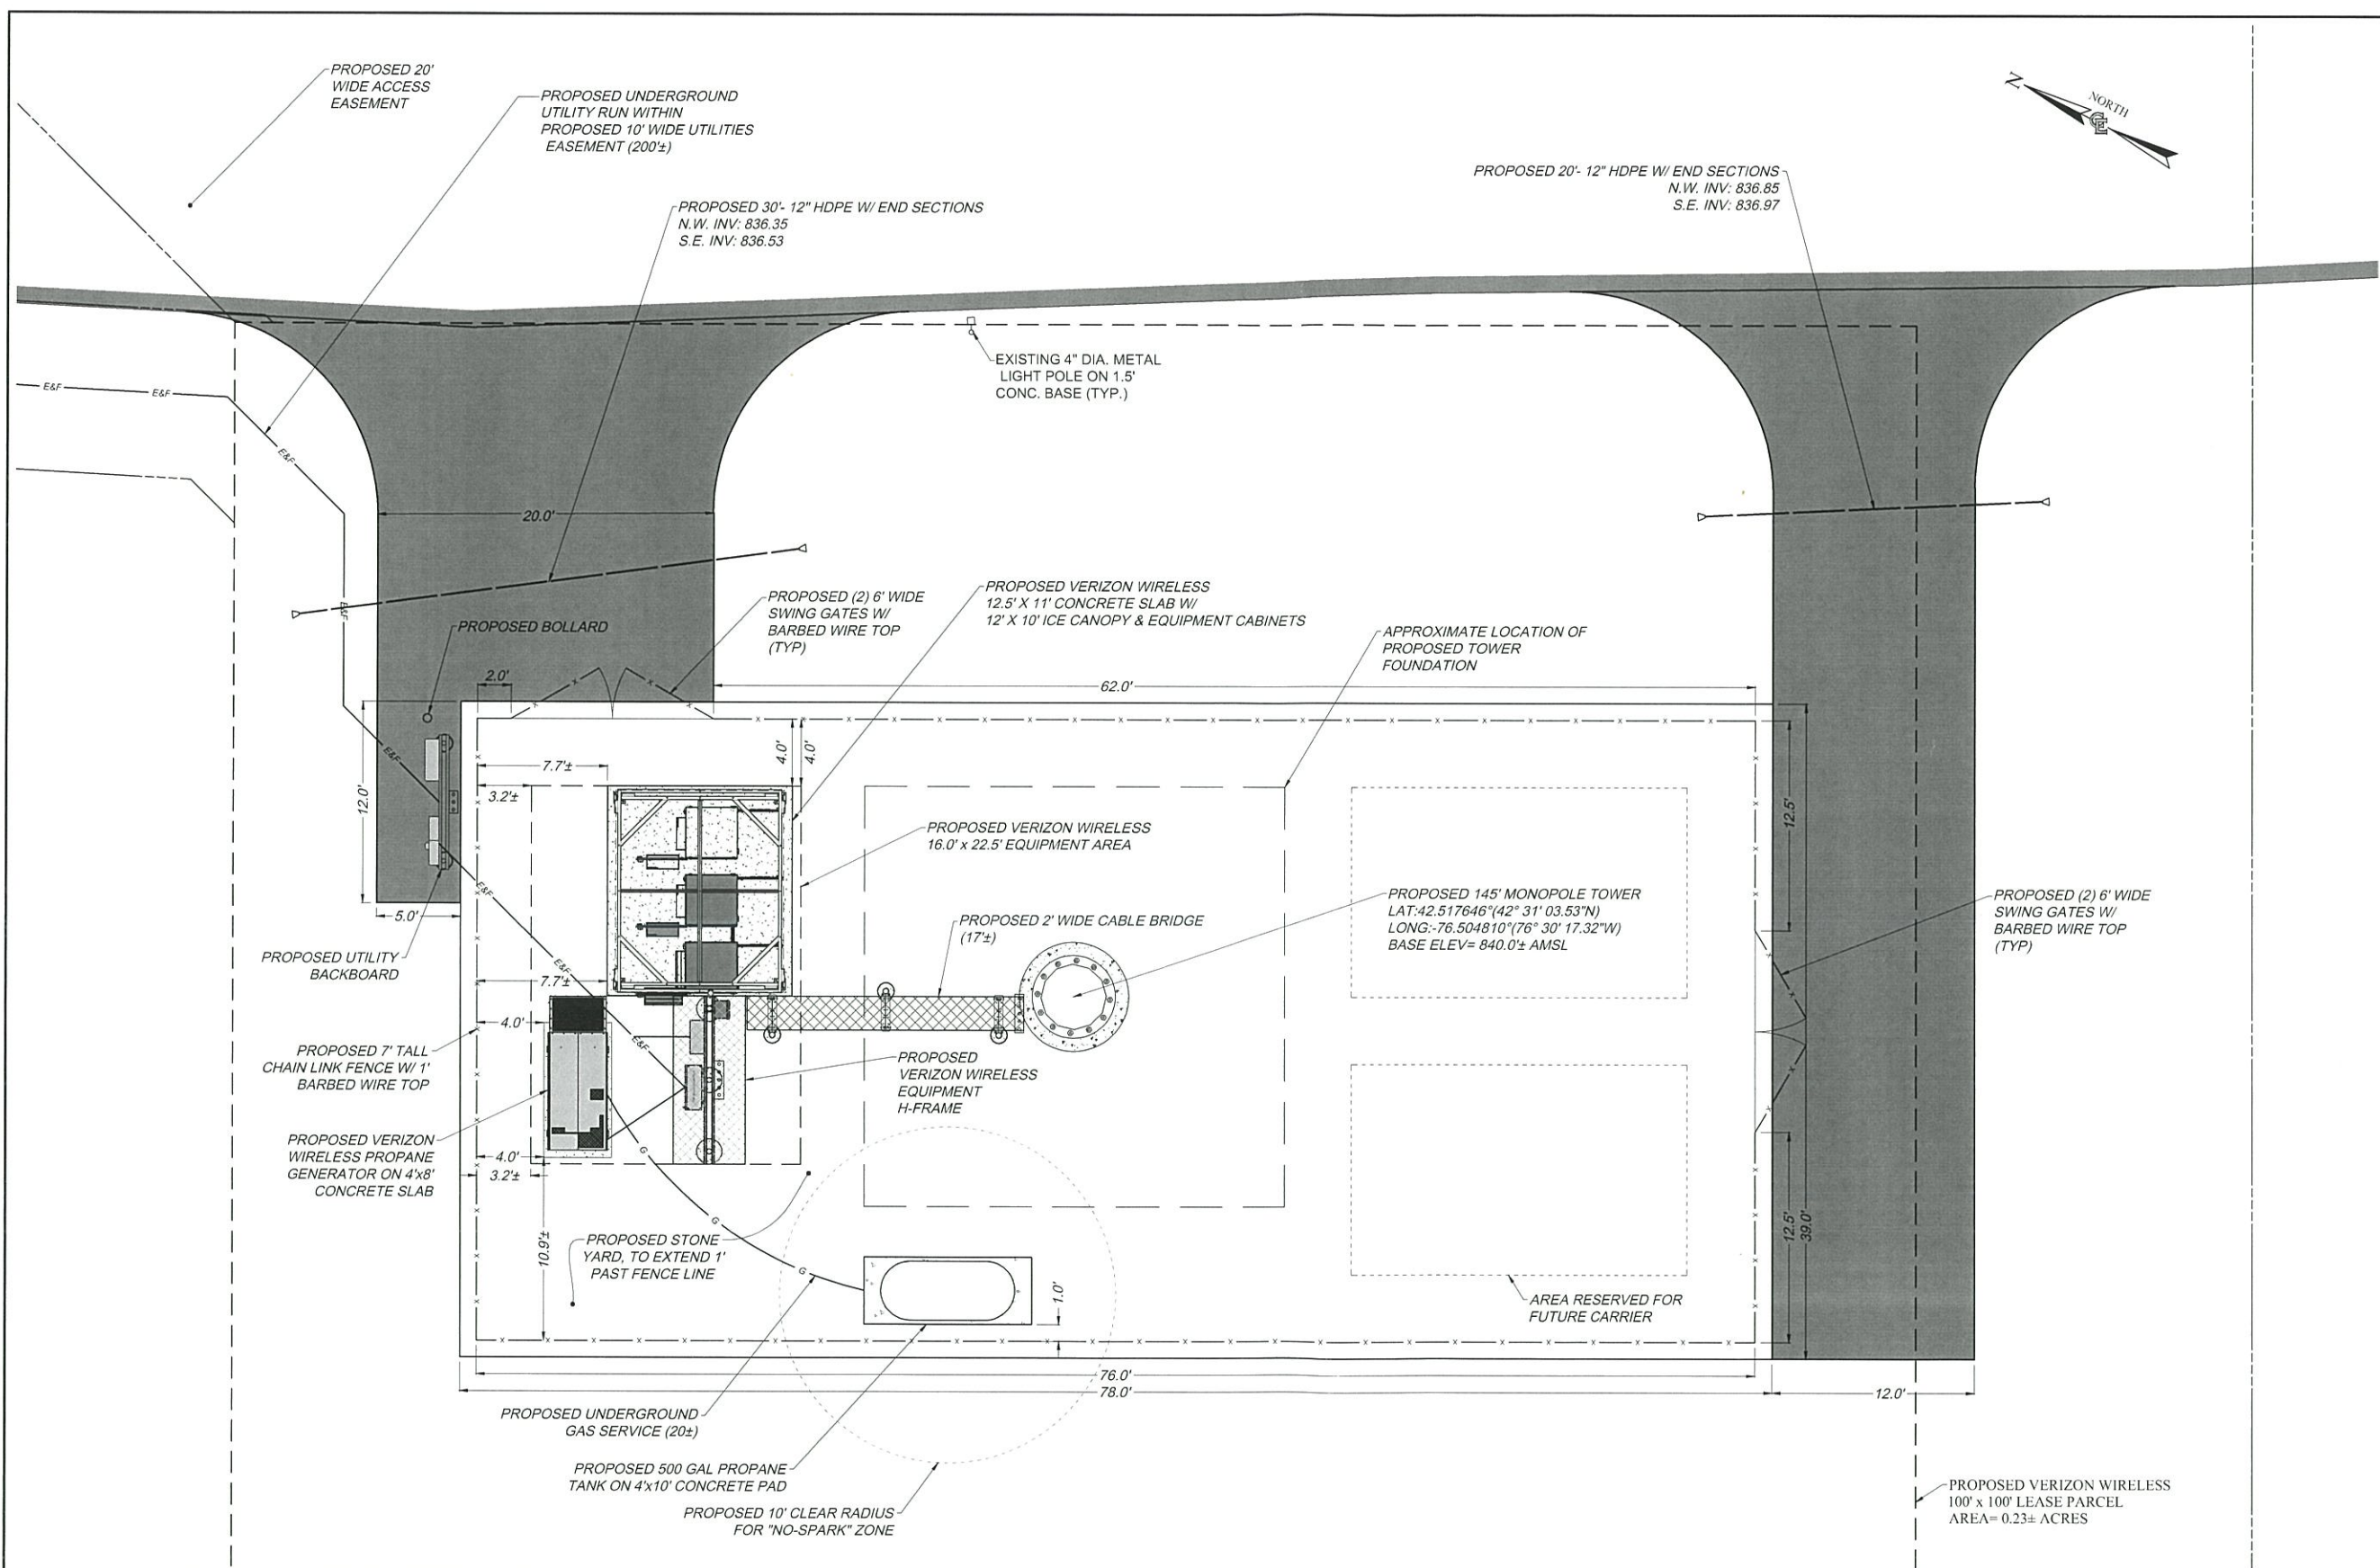 PROPOSED 20'
WIDE ACCESS
EASEMENT
PROPOSED UNDERGROUND
UTILITY RUN WITHIN
PROPOSED 10' WIDE UTILITIES
EASEMENT (200'±)
N
NORTH
PROPOSED 20'- 12" HDPE W/ END SECTIONS
N.W. INV: 836.85
S.E. INV: 836.97
PROPOSED 30'- 12" HDPE W/ END SECTIONS
N.W. INV: 836.35
S.E. INV: 836.53
EXISTING 4" DIA. METAL
LIGHT POLE ON 1.5'
CONC. BASE (TYP.)
E&F
E&F
E&F
20.0'
E&F
PROPOSED BOLLARD
PROPOSED (2) 6' WIDE
SWING GATES W/
BARBED WIRE TOP
(TYP)
PROPOSED VERIZON WIRELESS
12.5' X 11' CONCRETE SLAB W/
12' X 10' ICE CANOPY & EQUIPMENT CABINETS
APPROXIMATE LOCATION OF
PROPOSED TOWER
FOUNDATION
2.0'
62.0'
E&F
4.0'
4.0'
7.7'±
3.2'±
12.0'
12.5'
PROPOSED VERIZON WIRELESS
16.0' x 22.5' EQUIPMENT AREA
E&F
5.0'
PROPOSED 2' WIDE CABLE BRIDGE
(17'±)
PROPOSED 145' MONOPOLE TOWER
LAT:42.517646°(42° 31' 03.53"N)
LONG:-76.504810°(76° 30' 17.32"W)
BASE ELEV= 840.0'± AMSL
PROPOSED (2) 6' WIDE
SWING GATES W/
BARBED WIRE TOP
(TYP)
PROPOSED UTILITY
BACKBOARD
E&F
7.7'±
4.0'
E&F
PROPOSED 7' TALL
CHAIN LINK FENCE W/ 1'
BARBED WIRE TOP
PROPOSED
VERIZON WIRELESS
EQUIPMENT
H-FRAME
PROPOSED VERIZON
WIRELESS PROPANE
GENERATOR ON 4'x8'
CONCRETE SLAB
4.0'
3.2'±
G
G
G
10.9'±
PROPOSED STONE
YARD, TO EXTEND 1'
PAST FENCE LINE
1.0'
12.5'
39.0'
AREA RESERVED FOR
FUTURE CARRIER
76.0'
78.0'
12.0'
PROPOSED UNDERGROUND
GAS SERVICE (20±)
PROPOSED 500 GAL PROPANE
TANK ON 4'x10' CONCRETE PAD
PROPOSED 10' CLEAR RADIUS
FOR "NO-SPARK" ZONE
PROPOSED VERIZON WIRELESS
100' x 100' LEASE PARCEL
AREA= 0.23± ACRES